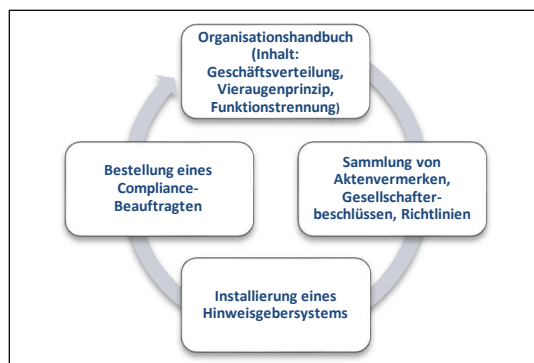 Organisationshandbuch
(Inhalt:
Geschäftsverteilung,
Vieraugenprinzip,
Funktionstrennung)
Sammlung von
Aktenvermerken,
Gesellschafter-
beschlüssen, Richtlinien
Installierung eines
Hinweisgebersystems
Bestellung eines
Compliance-
Beauftragten